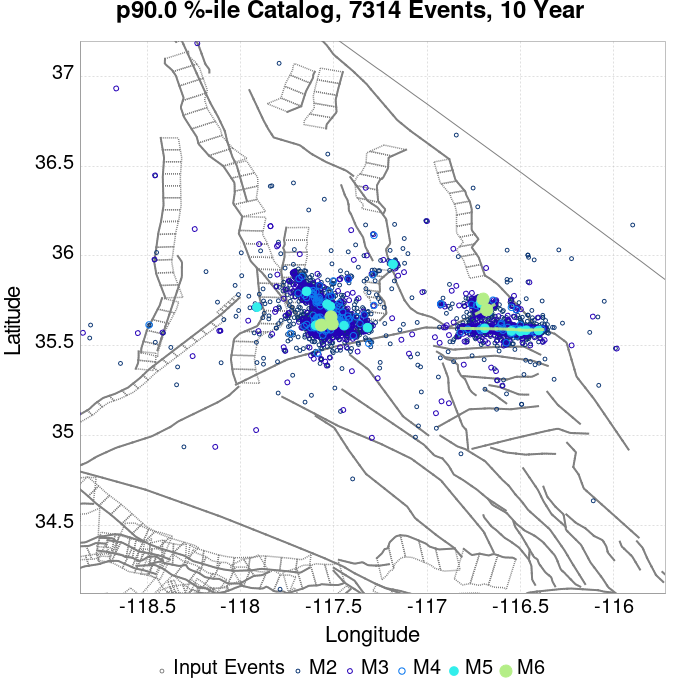 p90.0 %-ile Catalog, 7314 Events, 10 Year
37
36.5
36
35.5
35
34.5
Latitude
-118.5 -118 -117.5 -117 -116.5 -116
Longitude
Input Events M2 M3 M4 M5 M6